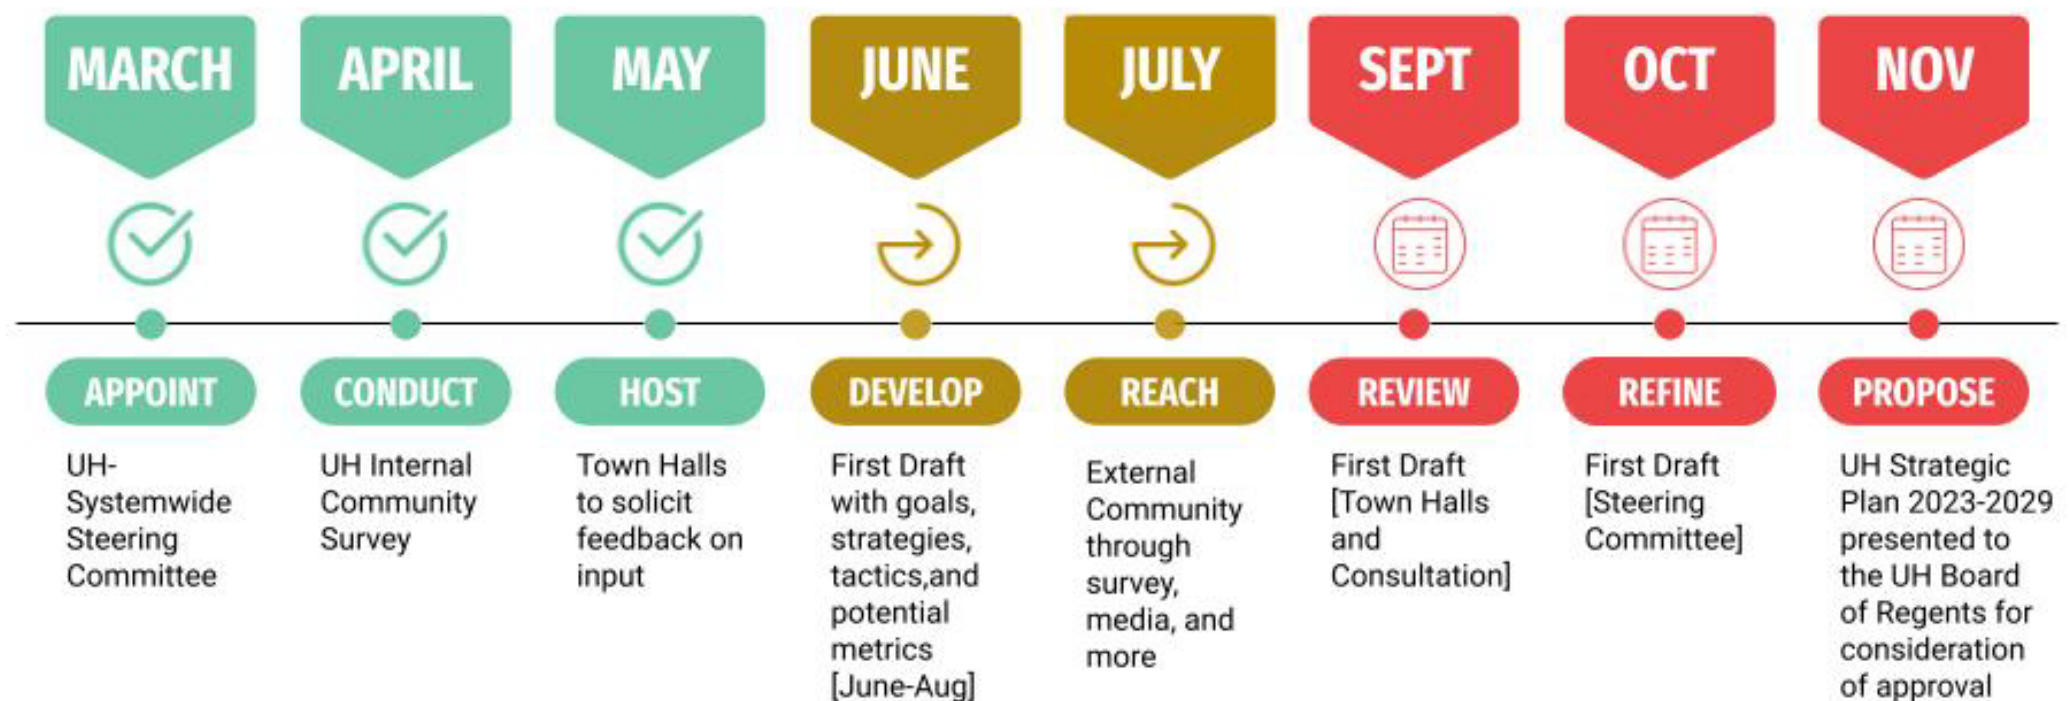 MARCH
APRIL
MAY
JUNE
JULY
SEPT
OCT
NOV
APPOINT
CONDUCT
HOST
DEVELOP
REACH
REVIEW
REFINE
PROPOSE
UH-
Systemwide
Steering
Committee
UH Internal
Community
Survey
Town Halls
to solicit
feedback on
input
First Draft
with goals,
strategies,
tactics,and
potential
metrics
[June-Aug]
External
Community
through
survey,
media, and
more
First Draft
[Town Halls
and
Consultation]
First Draft
[Steering
Committee]
UH Strategic
Plan 2023-2029
presented to
the UH Board
of Regents for
consideration
of approval